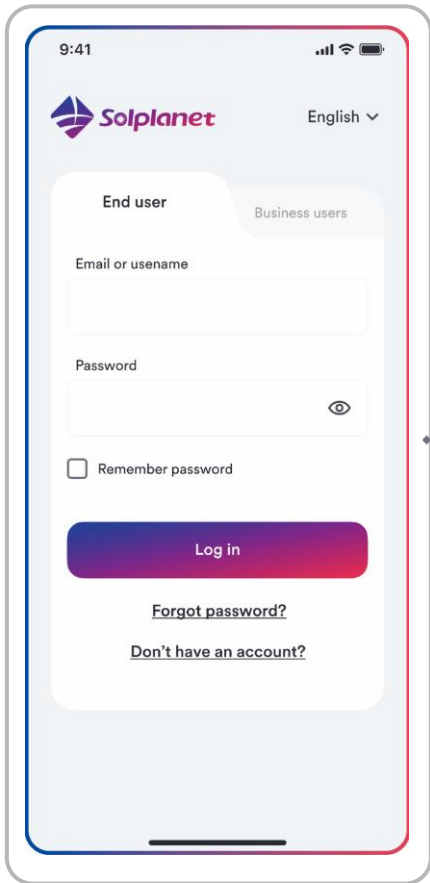 9:41
Solplanet
English
End user
Business users
Email or usename
Password
Remember password
Log in
Forgot password?
Don't have an account?